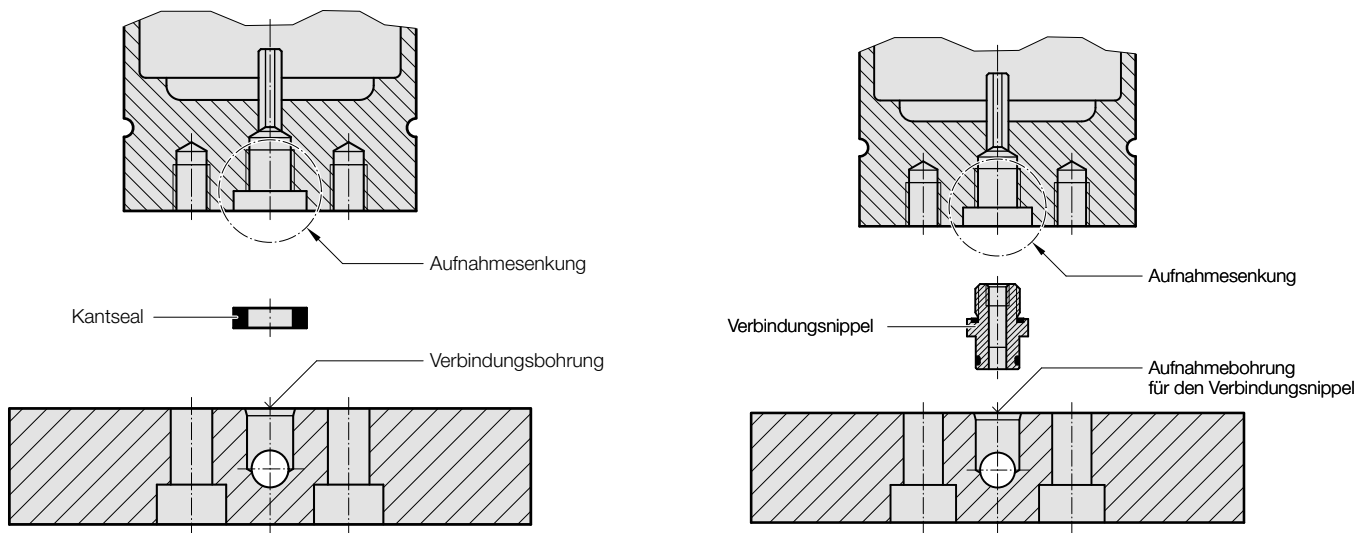 Aufnahmesenkung
Kantseal
Verbindungsbohrung
Aufnahmesenkung
Verbindungsnippel
Aufnahmebohrung
für den Verbindungsnippel